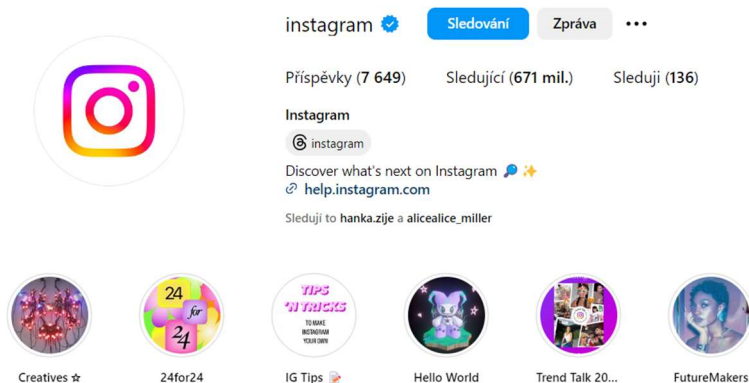 instagram Sledování Zpráva
Příspěvky (7 649) Sledující (671 mil.) Sleduji (136)
Instagram
instagram
Discover what's next on Instagram 🔎 ✨
help.instagram.com
Sledují to hanka.zije a alicealice_miller
24 for 24
TIPS 'N TRICKS
TO MAKE
INSTAGRAM
YOUR OWN
Creatives ☆ 24for24 IG Tips 📝 Hello World Trend Talk 20... FutureMakers